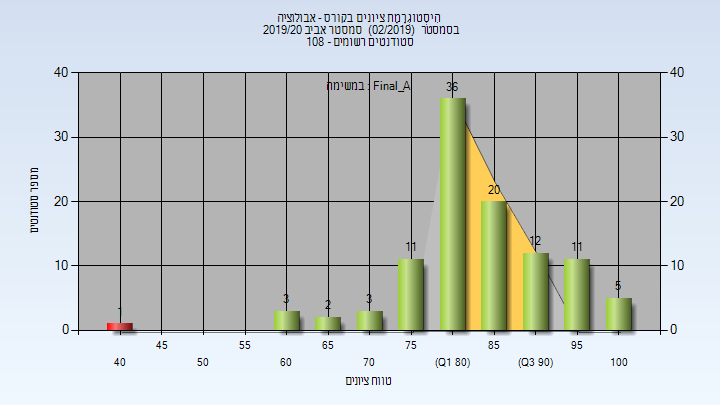 היסטוגרמת ציונים בקורס - אבולוציה
בסמסטר (02/2019) סמסטר אביב 2019/20
סטודנטים רשומים - 108
במשימה : Final_A
מספר סטודנטים
40 40
30 30
20 20
10 10
0 0
1 3 2 3 11 36 20 12 11 5
45 55 65 75 85 95
40 50 60 70 (Q1 80) (Q3 90) 100
טווח ציונים